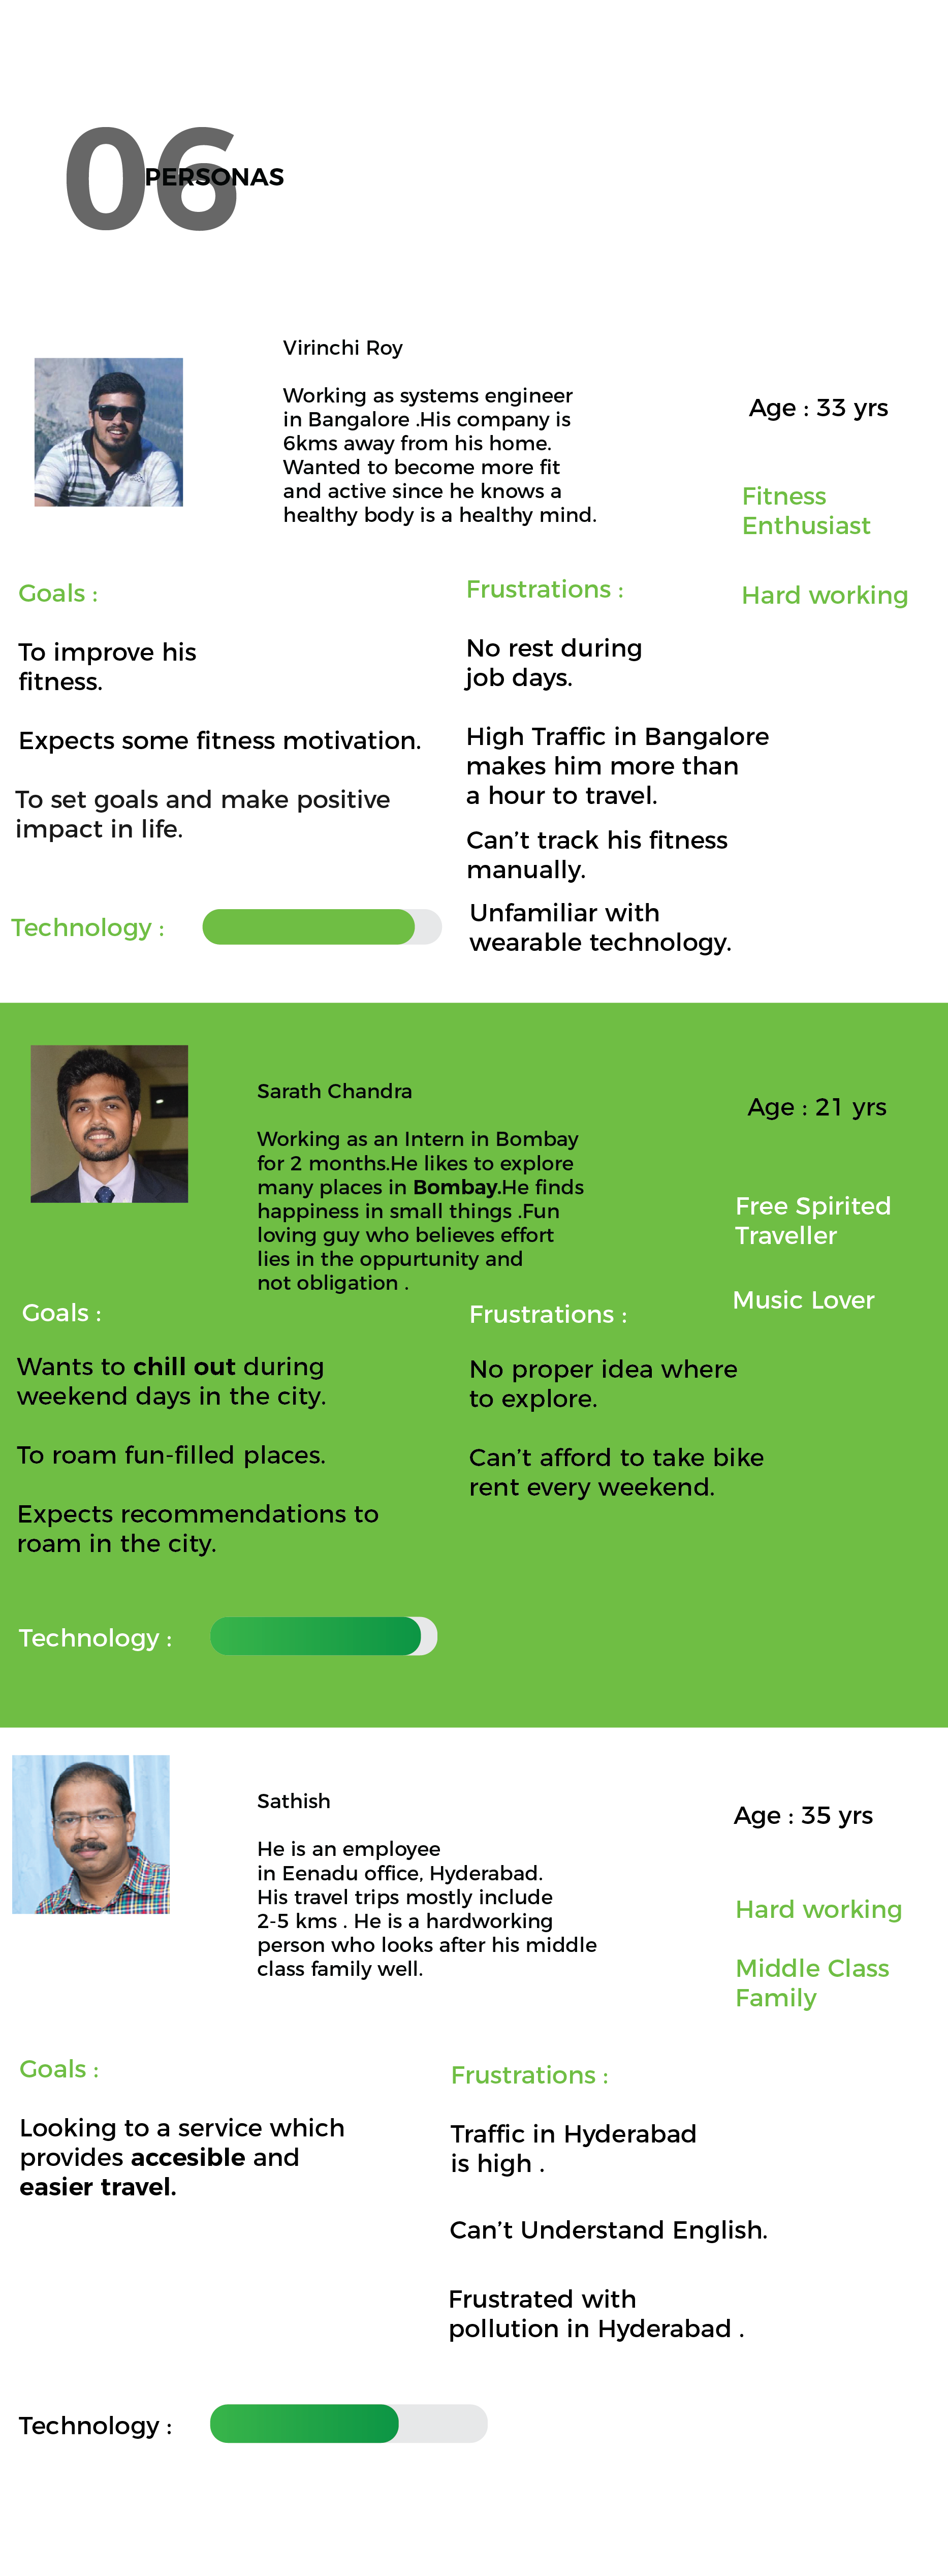 06
PERSONAS
Virinchi Roy
Working as systems engineer
in Bangalore .His company is
6kms away from his home.
Wanted to become more fit
and active since he knows a
healthy body is a healthy mind.
Age : 33 yrs
Fitness
Enthusiast
Hard working
Goals :
To improve his
fitness.
Expects some fitness motivation.
To set goals and make positive
impact in life.
Frustrations :
No rest during
job days.
High Traffic in Bangalore
makes him more than
a hour to travel.
Can't track his fitness
manually.
Unfamiliar with
wearable technology.
Technology :
Sarath Chandra
Working as an Intern in Bombay
for 2 months.He likes to explore
many places in Bombay.He finds
happiness in small things .Fun
loving guy who believes effort
lies in the oppurtunity and
not obligation .
Age : 21 yrs
Free Spirited
Traveller
Music Lover
Goals :
Wants to chill out during
weekend days in the city.
To roam fun-filled places.
Expects recommendations to
roam in the city.
Frustrations :
No proper idea where
to explore.
Can't afford to take bike
rent every weekend.
Technology :
Sathish
He is an employee
in Eenadu office, Hyderabad.
His travel trips mostly include
2-5 kms . He is a hardworking
person who looks after his middle
class family well.
Age : 35 yrs
Hard working
Middle Class
Family
Goals :
Looking to a service which
provides accesible and
easier travel.
Frustrations :
Traffic in Hyderabad
is high .
Can't Understand English.
Frustrated with
pollution in Hyderabad .
Technology :